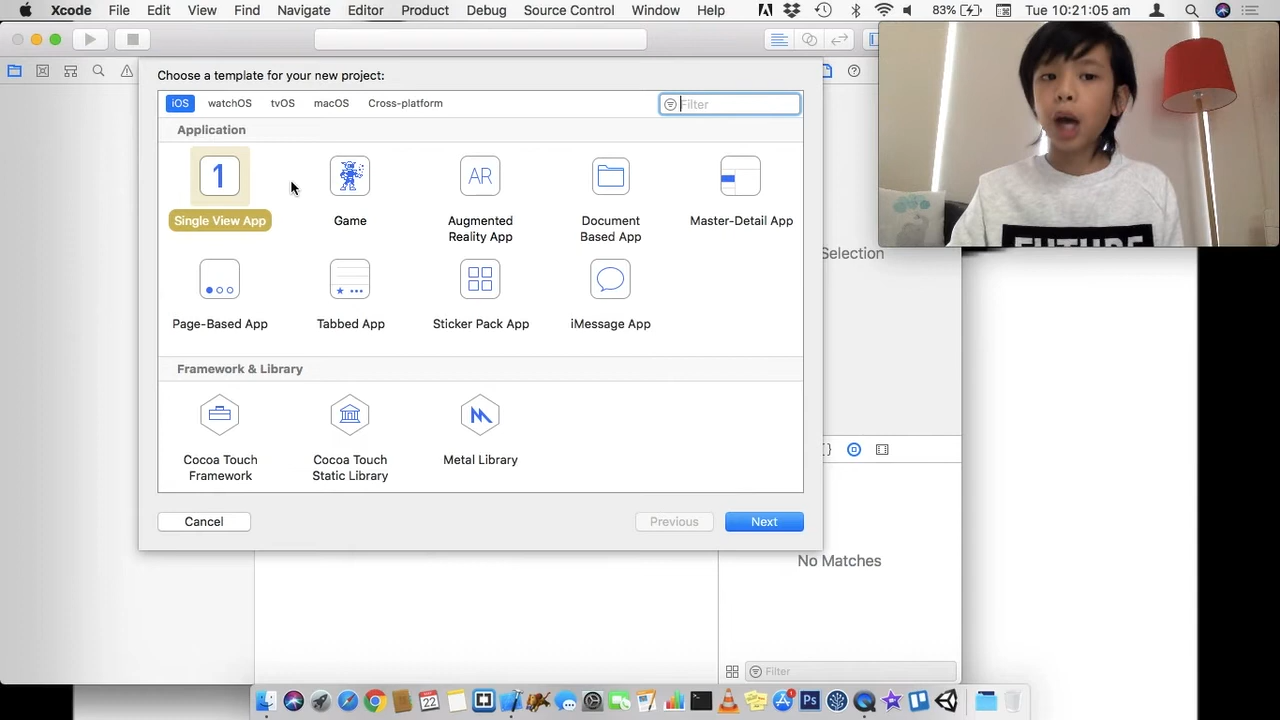 Xcode File Edit View Find Navigate Editor Product Debug Source Control Window Help 83% Tue 10:21:05 am
Choose a template for your new project:
iOS watchOS tvOS macOS Cross-platform Filter
Application
1
AR
Single View App
Game
Augmented
Reality App
Document
Based App
Master-Detail App
Selection
Page-Based App
Tabbed App
Sticker Pack App
iMessage App
Framework & Library
Cocoa Touch
Framework
Cocoa Touch
Static Library
Metal Library
Cancel Previous Next
No Matches
Filter
22
Ps